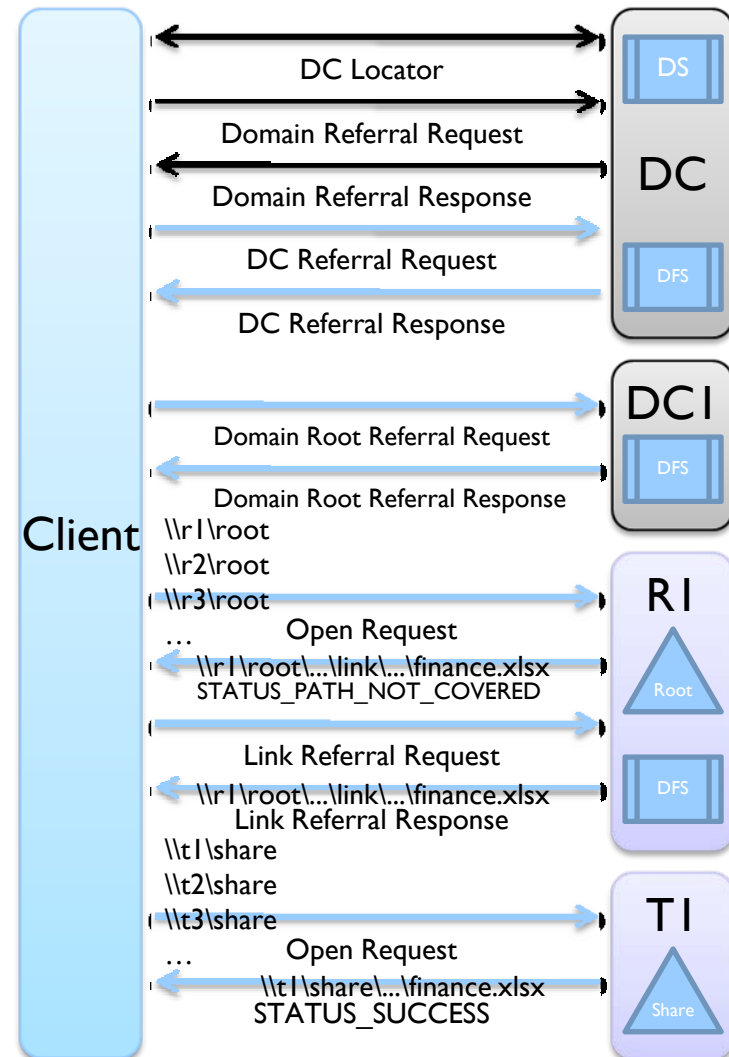 DC Locator
DS
Domain Referral Request
DC
Domain Referral Response
DC Referral Request
DFS
DC Referral Response
DC1
Domain Root Referral Request
DFS
Domain Root Referral Response
Client
\\r1\root
\\r2\root
\\r3\root
…
R1
Open Request
\\r1\root\...\link\...\finance.xlsx
STATUS_PATH_NOT_COVERED
Root
Link Referral Request
\\r1\root\...\link\...\finance.xlsx
DFS
Link Referral Response
\\t1\share
\\t2\share
\\t3\share
…
T1
Open Request
\\t1\share\...\finance.xlsx
STATUS_SUCCESS
Share